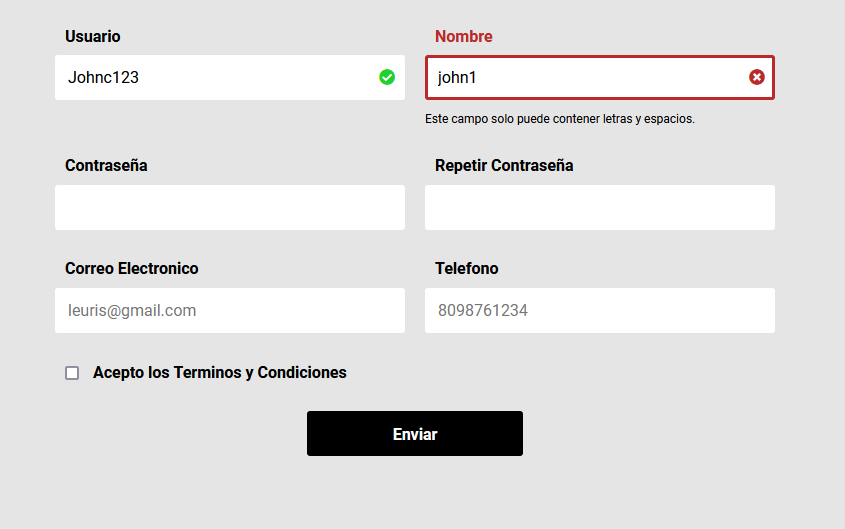 Usuario
Nombre
Johnc123
john1
Este campo solo puede contener letras y espacios.
Contraseña
Repetir Contraseña
Correo Electronico
Telefono
leuris@gmail.com
8098761234
Acepto los Terminos y Condiciones
Enviar